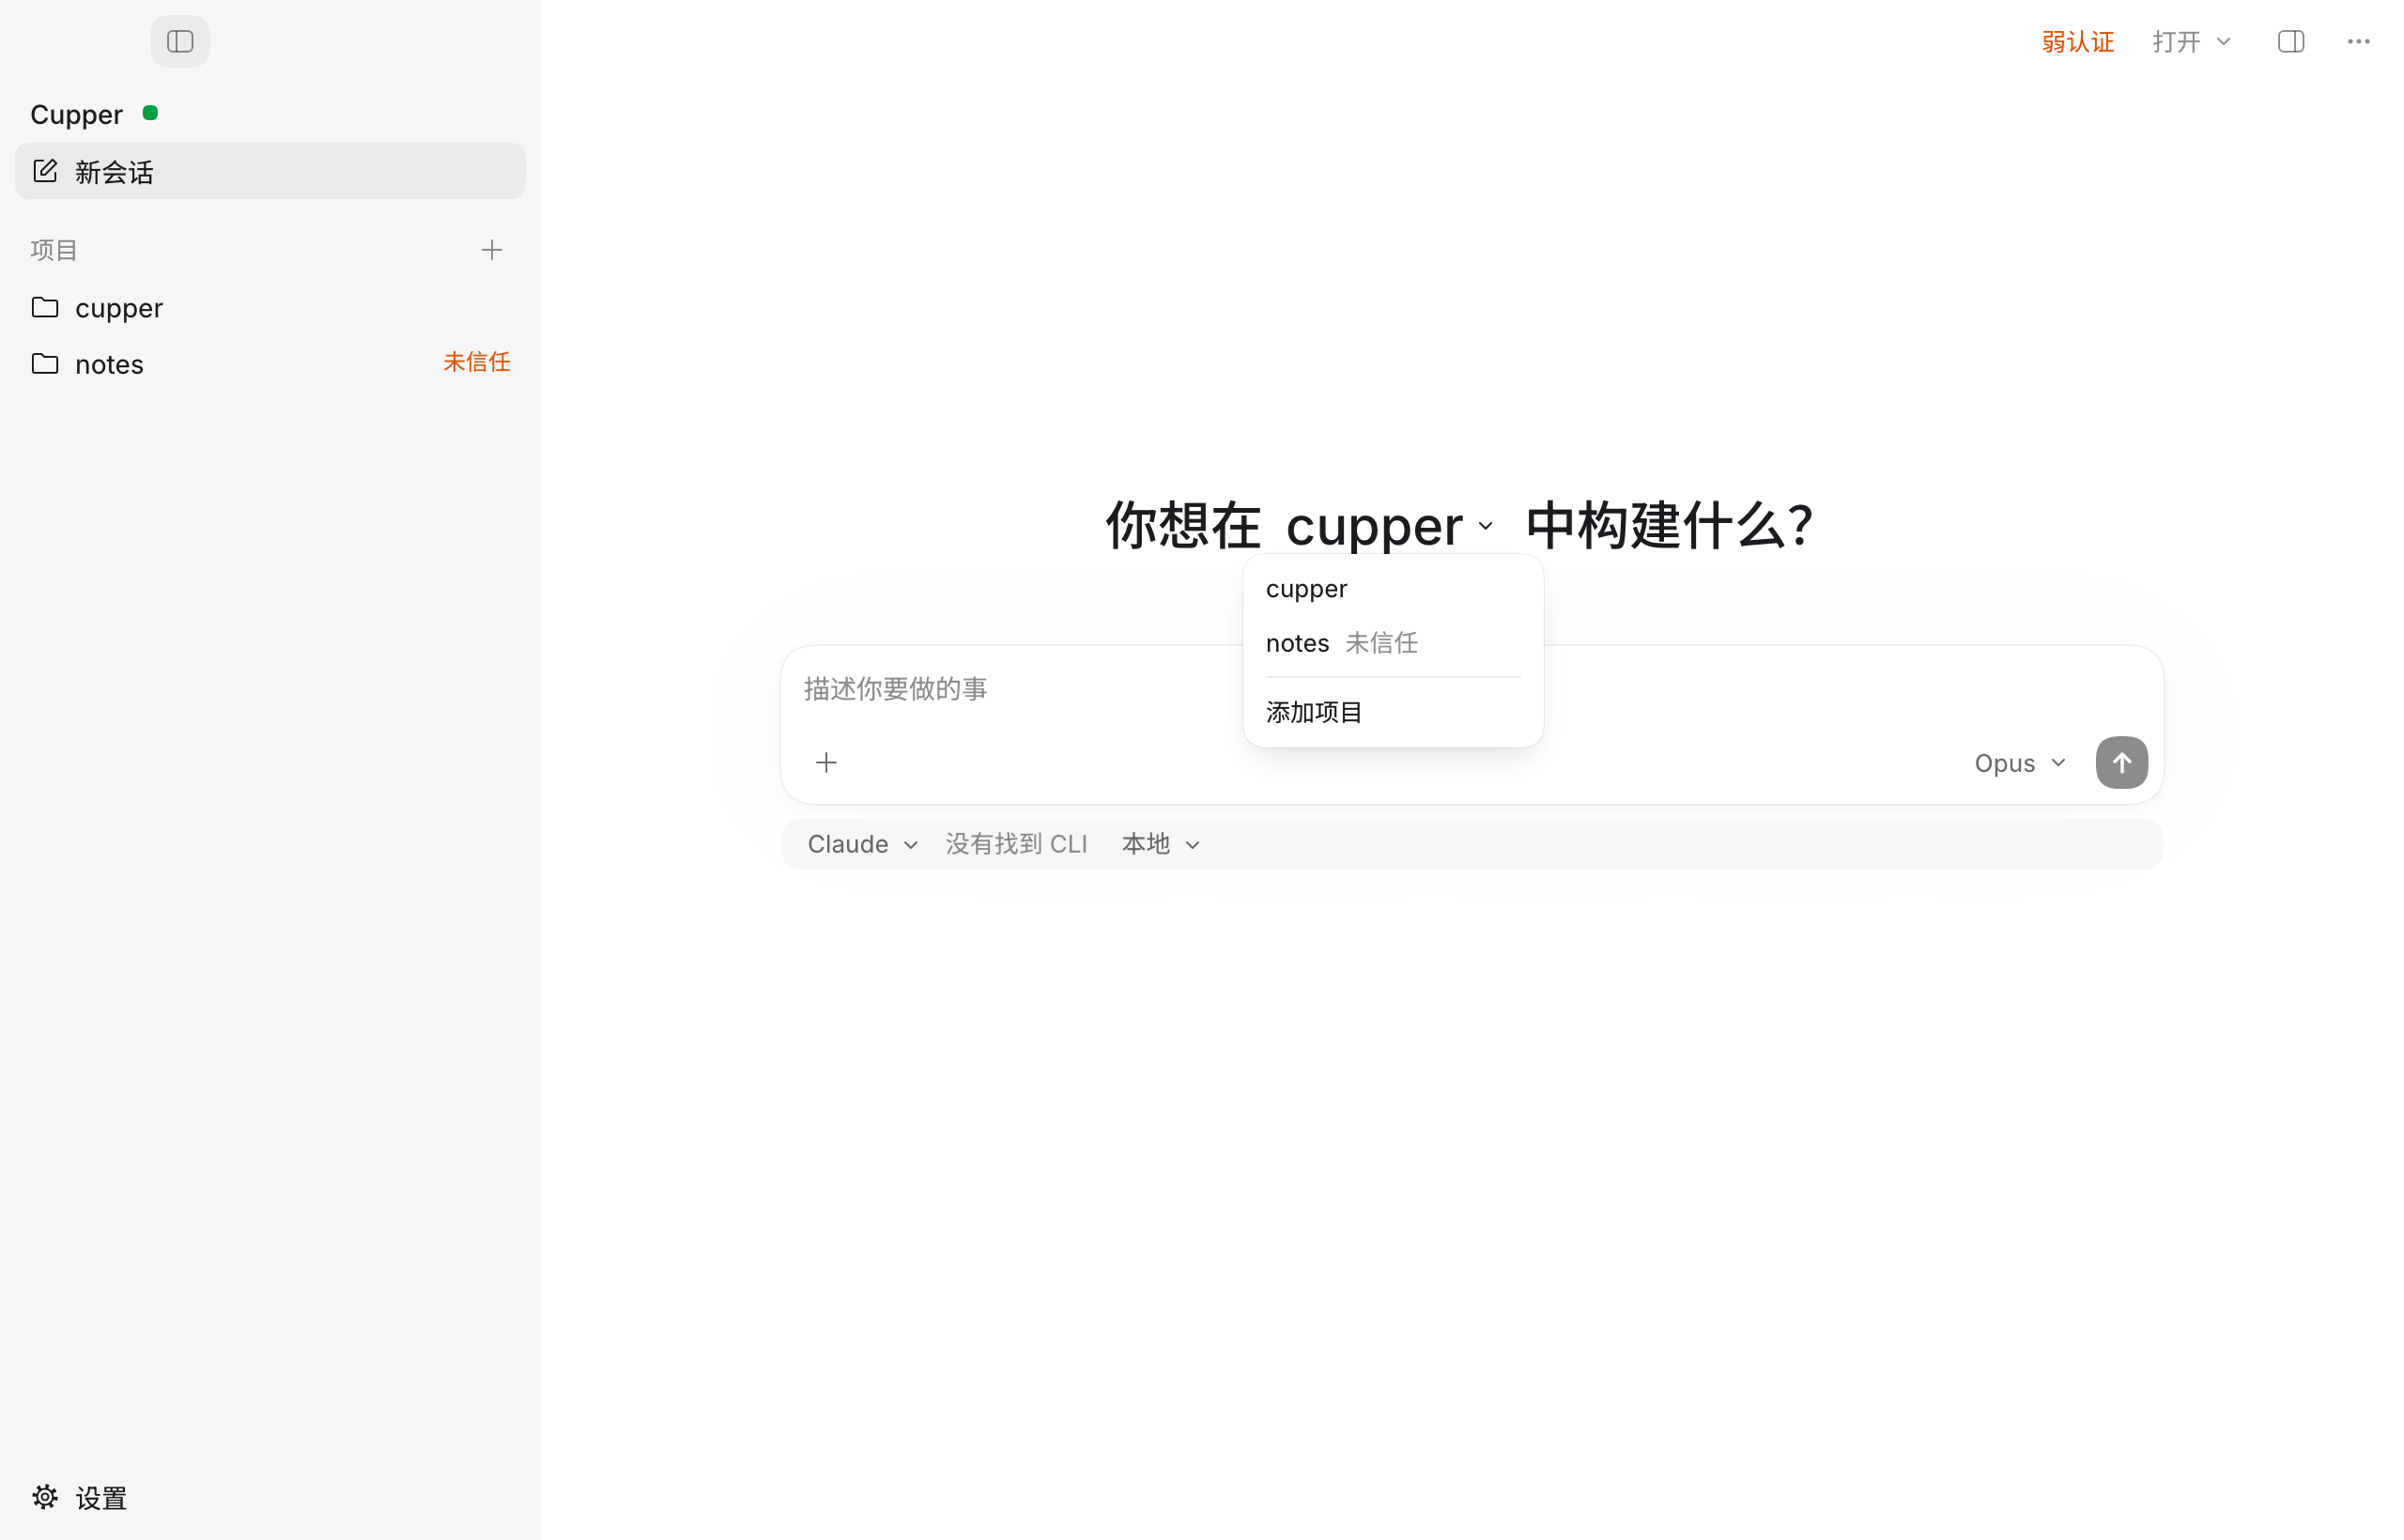 弱认证 打开
Cupper
新会话
项目
cupper
notes 未信任
你想在 cupper 中构建什么？
cupper
notes 未信任
添加项目
描述你要做的事
Opus
Claude 没有找到 CLI 本地
设置